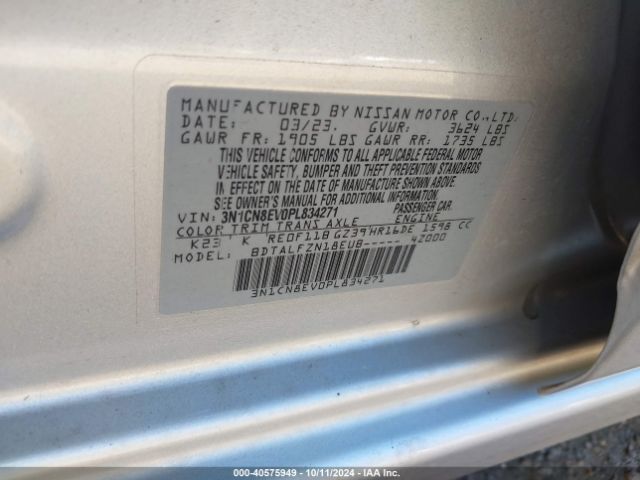 MANUFACTURED BY NISSAN MOTOR CO.,LTD.
DATE: 03/23. GVWR: 3624 LBS
GAWR FR: 1905 LBS GAWR RR: 1735 LBS
THIS VEHICLE CONFORMS TO ALL APPLICABLE FEDERAL MOTOR
VEHICLE SAFETY, BUMPER AND THEFT PREVENTION STANDARDS
IN EFFECT ON THE DATE OF MANUFACTURE SHOWN ABOVE.
SEE OWNER'S MANUAL FOR ADDITIONAL INFORMATION.
VIN: 3N1CN8EV0PL834271 PASSENGER CAR
COLOR TRIM TRANS AXLE ENGINE
K23 K RE0F11B GZ39 HR16DE 1598 CC
MODEL: BDTALFZN18EUB----- 42000
3N1CN8EV0PL834271
000-40575949 - 10/11/2024 - IAA Inc.